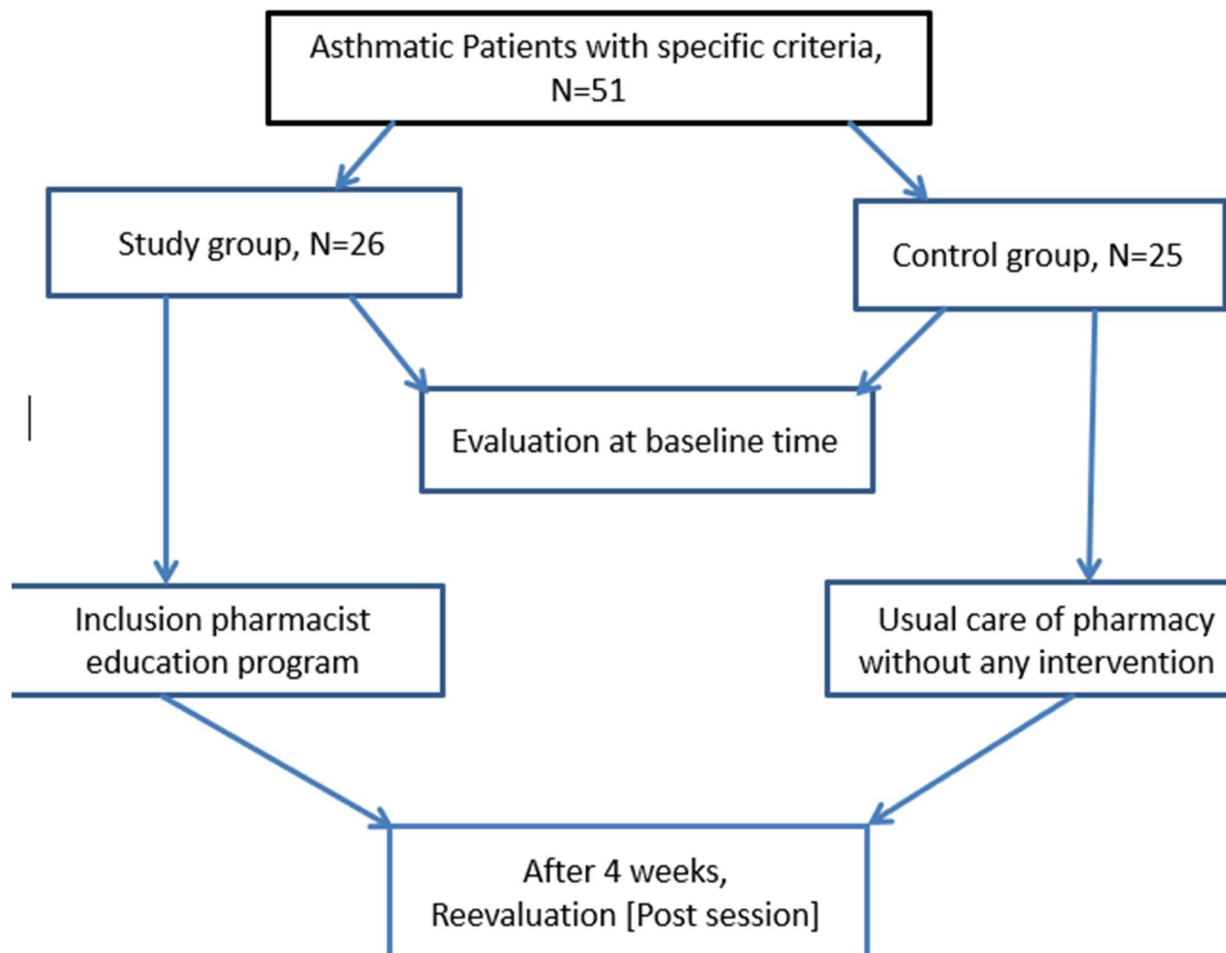 Asthmatic Patients with specific criteria,
N=51
Study group, N=26
Control group, N=25
Evaluation at baseline time
Inclusion pharmacist
education program
Usual care of pharmacy
without any intervention
After 4 weeks,
Reevaluation [Post session]